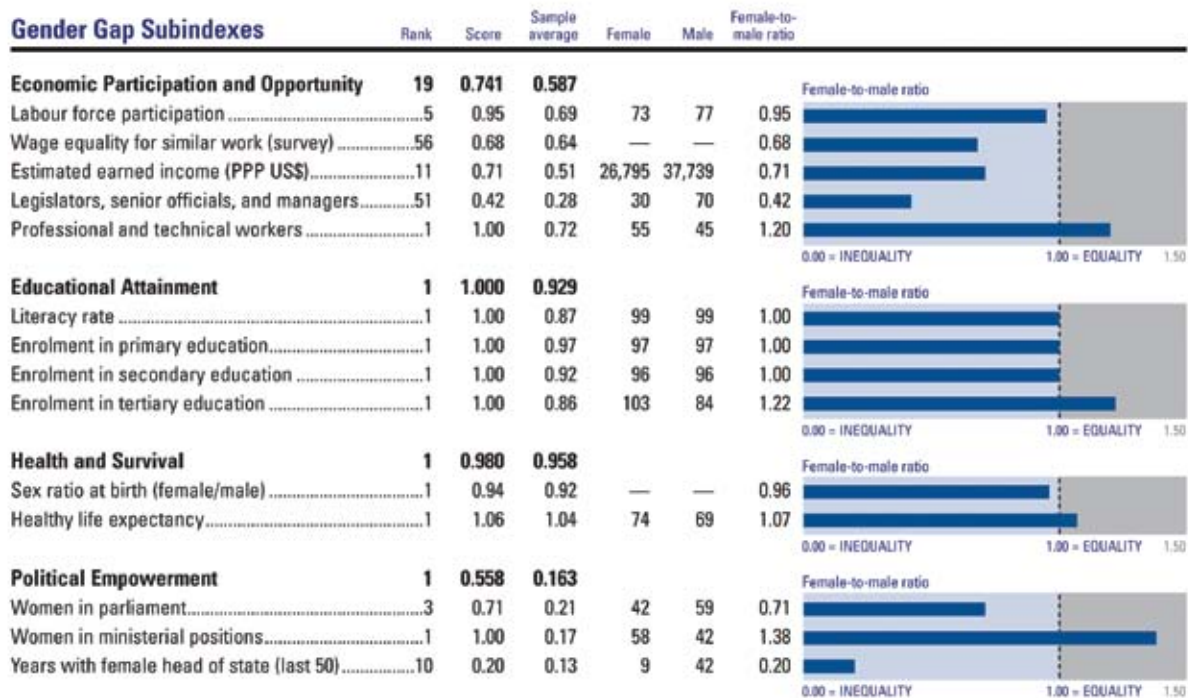 Gender Gap Subindexes Rank Score Sample average Female Male Female-to-male ratio
Economic Participation and Opportunity 19 0.741 0.587
Female-to-male ratio
Labour force participation 5 0.95 0.69 73 77 0.95
Wage equality for similar work (survey) 56 0.68 0.64 — — 0.68
Estimated earned income (PPP US$) 11 0.71 0.51 26,795 37,739 0.71
Legislators, senior officials, and managers 51 0.42 0.28 30 70 0.42
Professional and technical workers 1 1.00 0.72 55 45 1.20
0.00 = INEQUALITY 1.00 = EQUALITY 1.50
Educational Attainment 1 1.000 0.929
Female-to-male ratio
Literacy rate 1 1.00 0.87 99 99 1.00
Enrolment in primary education 1 1.00 0.97 97 97 1.00
Enrolment in secondary education 1 1.00 0.92 96 96 1.00
Enrolment in tertiary education 1 1.00 0.86 103 84 1.22
0.00 = INEQUALITY 1.00 = EQUALITY 1.50
Health and Survival 1 0.980 0.958
Female-to-male ratio
Sex ratio at birth (female/male) 1 0.94 0.92 — — 0.96
Healthy life expectancy 1 1.06 1.04 74 69 1.07
0.00 = INEQUALITY 1.00 = EQUALITY 1.50
Political Empowerment 1 0.558 0.163
Female-to-male ratio
Women in parliament 3 0.71 0.21 42 59 0.71
Women in ministerial positions 1 1.00 0.17 58 42 1.38
Years with female head of state (last 50) 10 0.20 0.13 9 42 0.20
0.00 = INEQUALITY 1.00 = EQUALITY 1.50